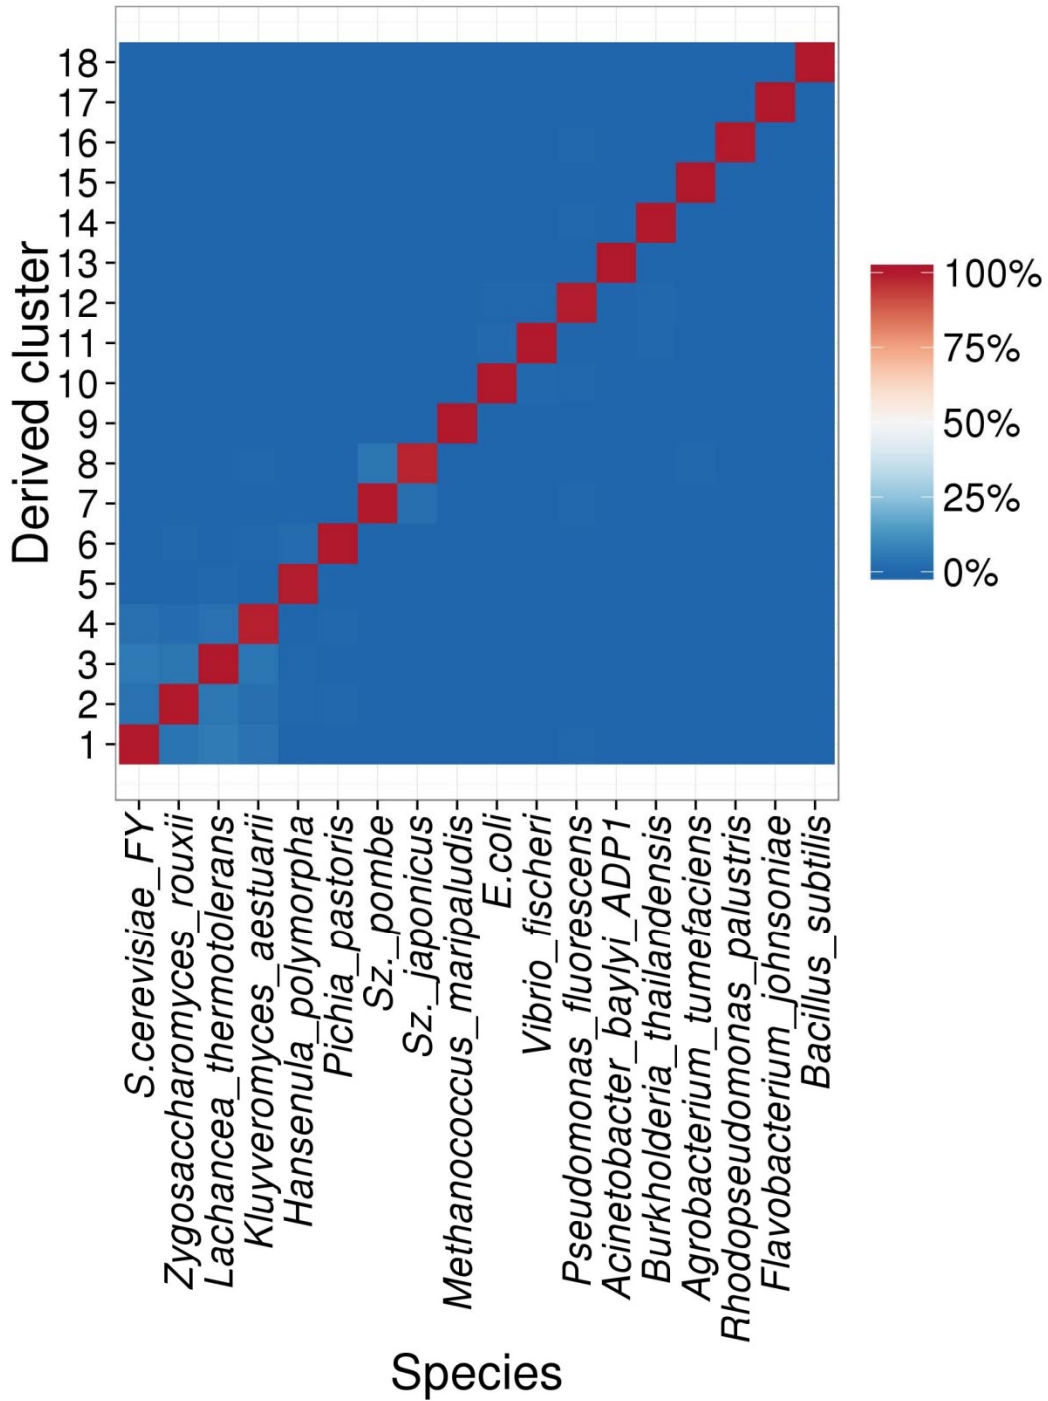 Derived cluster
18
17
16
15
14
13
12
11
10
9
8
7
6
5
4
3
2
1
100%
75%
50%
25%
0%
S.cerevisiae_FY
Zygosaccharomyces_rouxii
Lachancea_thermotolerans
Kluyveromyces_aestuarii
Hansenula_polymorpha
Pichia_pastoris
Sz._pombe
Sz._japonicus
Methanococcus_maripaludis
E.coli
Vibrio_fischeri
Pseudomonas_fluorescens
Acinetobacter_baylyi_ADP1
Burkholderia_thailandensis
Agrobacterium_tumefaciens
Rhodopseudomonas_palustris
Flavobacterium_johnsoniae
Bacillus_subtilis
Species